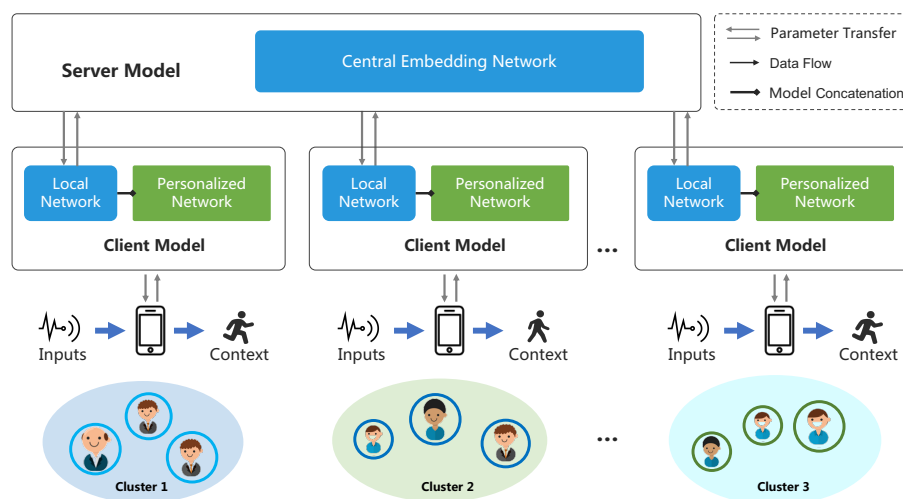 Server Model
Central Embedding Network
Parameter Transfer
Data Flow
Model Concatenation
Local
Network
Personalized
Network
Client Model
Local
Network
Personalized
Network
Client Model
...
Local
Network
Personalized
Network
Client Model
Inputs
Context
Inputs
Context
Inputs
Context
Cluster 1
Cluster 2
...
Cluster 3